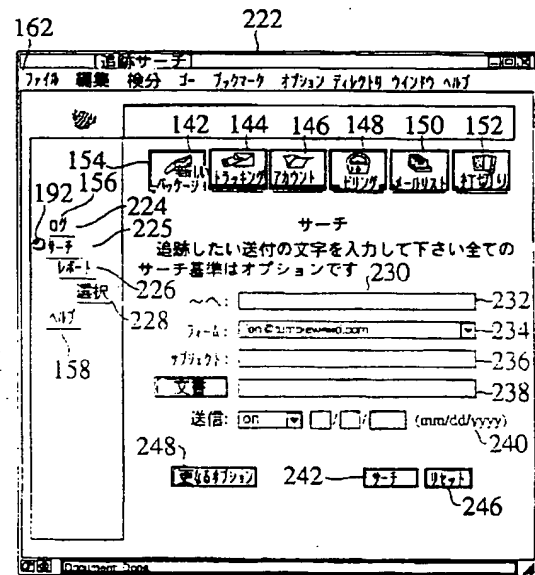 222
162
[追跡サーチ]
ファイル 編集 検分 ゴー ブックマーク オプション ディレクトリ ウインドウ ヘルプ
142 144 146 148 150 152
154
新しいパッケージ トラッキング アカウント ビリング メールリスト
192 156
ログ 224
サーチ 225
レポート 226
選択 228
ヘルプ
158
サーチ
追跡したい送付の文字を入力して下さい全ての
サーチ基準はオプションです 230
〜へ: 232
フォーム: 234
サブジェクト: 236
文書 238
送信: on / / (mm/dd/yyyy)
240
248 更なるオプション 242 サーチ リセット
246
Document Done